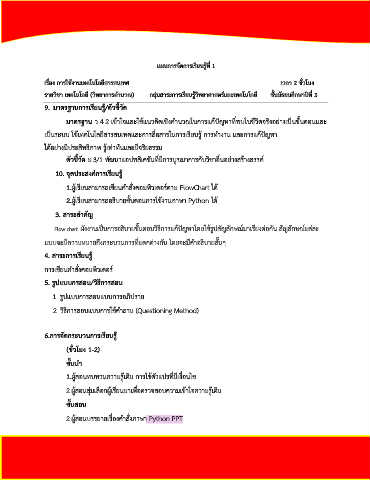 แผนการจัดการเรียนรู้ที่ 1
เรื่อง การใช้งานเทคโนโลยีสารสนเทศ เวลา 2 ชั่วโมง
รายวิชา เทคโนโลยี (วิทยาการคำนวณ) กลุ่มสาระการเรียนรู้วิทยาศาสตร์และเทคโนโลยี ชั้นมัธยมศึกษาปีที่ 3
9. มาตรฐานการเรียนรู้/ตัวชี้วัด
มาตรฐาน ว 4.2 เข้าใจและใช้แนวคิดเชิงคำนวณในการแก้ปัญหาที่พบในชีวิตจริงอย่างเป็นขั้นตอนและ
เป็นระบบ ใช้เทคโนโลยีสารสนเทศและการสื่อสารในการเรียนรู้ การทำงาน และการแก้ปัญหา
ได้อย่างมีประสิทธิภาพ รู้เท่าทันและมีจริยธรรม
ตัวชี้วัด ม 3/1 พัฒนาแอปพลิเคชันที่มีการบูรณาการกับวิชาอื่นอย่างสร้างสรรค์
10. จุดประสงค์การเรียนรู้
1.ผู้เรียนสามารถเขียนคำสั่งคอมพิวเตอร์ตาม FlowChart ได้
2.ผู้เรียนสามารถอธิบายขั้นตอนการใช้งานภาษา Python ได้
3. สาระสำคัญ
Flow chart ผังงานเป็นการอธิบายขั้นตอนวิธีการแก้ปัญหาโดยใช้รูปสัญลักษณ์มาเรียงต่อกัน สัญลักษณ์แต่ละ
แบบจะมีความหมายถึงกระบวนการที่แตกต่างกัน โดยจะมีคำอธิบายสั้นๆ
4. สาระการเรียนรู้
การเขียนคำสั่งคอมพิวเตอร์
5. รูปแบบการสอน/วิธีการสอน
1 รูปแบบการสอนแบบการอภิปราย
2 วิธีการสอนแบบการใช้คำถาม (Questioning Method)
6.การจัดกระบวนการเรียนรู้
(ชั่วโมง 1-2)
ขั้นนำ
1.ผู้สอนทบทวนความรู้เดิม การใช้ตัวแปรที่มีเงื่อนไข
2.ผู้สอนสุ่มเลือกผู้เรียนมาเพื่อตรวจสอบความเข้าใจความรู้เดิม
ขั้นสอน
2.ผู้สอนบรรยายเรื่องคำสั่งภาษา Python PPT